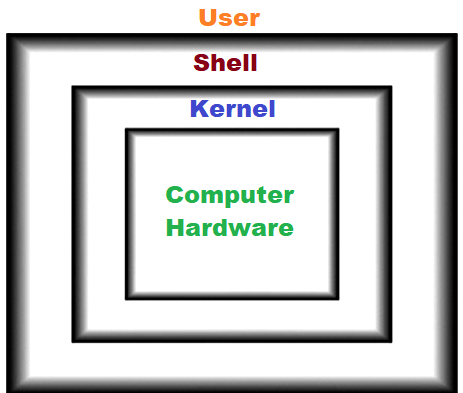 User
Shell
Kernel
Computer
Hardware